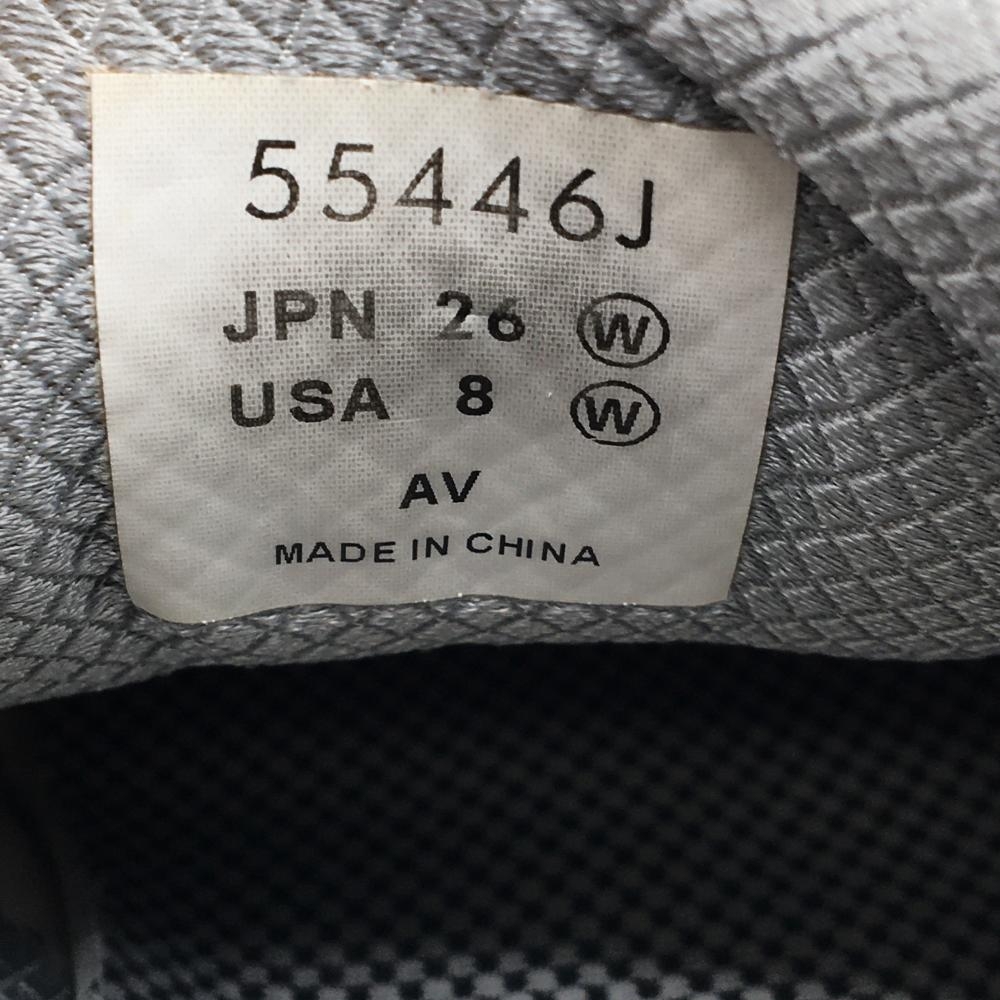 55446J
JPN 26 Ⓦ
USA 8 Ⓦ
AV
MADE IN CHINA